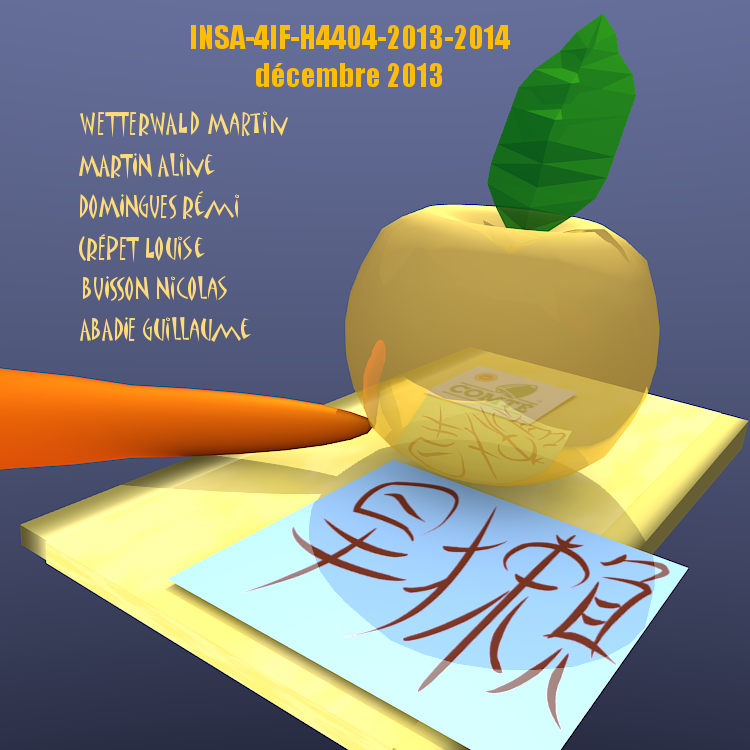 INSA-4IF-H4404-2013-2014
décembre 2013
WETTERWALD MARTIN
MARTIN ALINE
DOMINGUES RÉMI
CRÉPET LOUISE
BUISSON NICOLAS
ABADIE GUILLAUME
COMTÉ